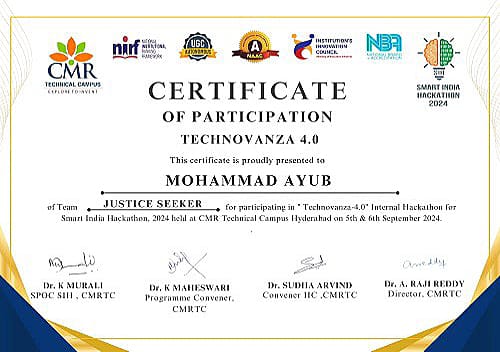 CMR
TECHNICAL CAMPUS
EXPLORE TO INVENT
nirf
NATIONAL
INSTITUTIONAL
RANKING
FRAMEWORK
UGC
AUTONOMOUS
A
NAAC
INSTITUTION'S
INNOVATION
COUNCIL
NBA
NATIONAL BOARD
OF ACCREDITATION
SMART INDIA
HACKATHON
2024
CERTIFICATE
OF PARTICIPATION
TECHNOVANZA 4.0
This certificate is proudly presented to
MOHAMMAD AYUB
of Team JUSTICE SEEKER for participating in " Technovanza-4.0" Internal Hackathon for
Smart India Hackathon, 2024 held at CMR Technical Campus Hyderabad on 5th & 6th September 2024.
Dr. K MURALI
SPOC SIH , CMRTC
Dr. K MAHESWARI
Programme Convener,
CMRTC
Dr. SUDHA ARVIND
Convener IIC ,CMRTC
Dr. A. RAJI REDDY
Director, CMRTC